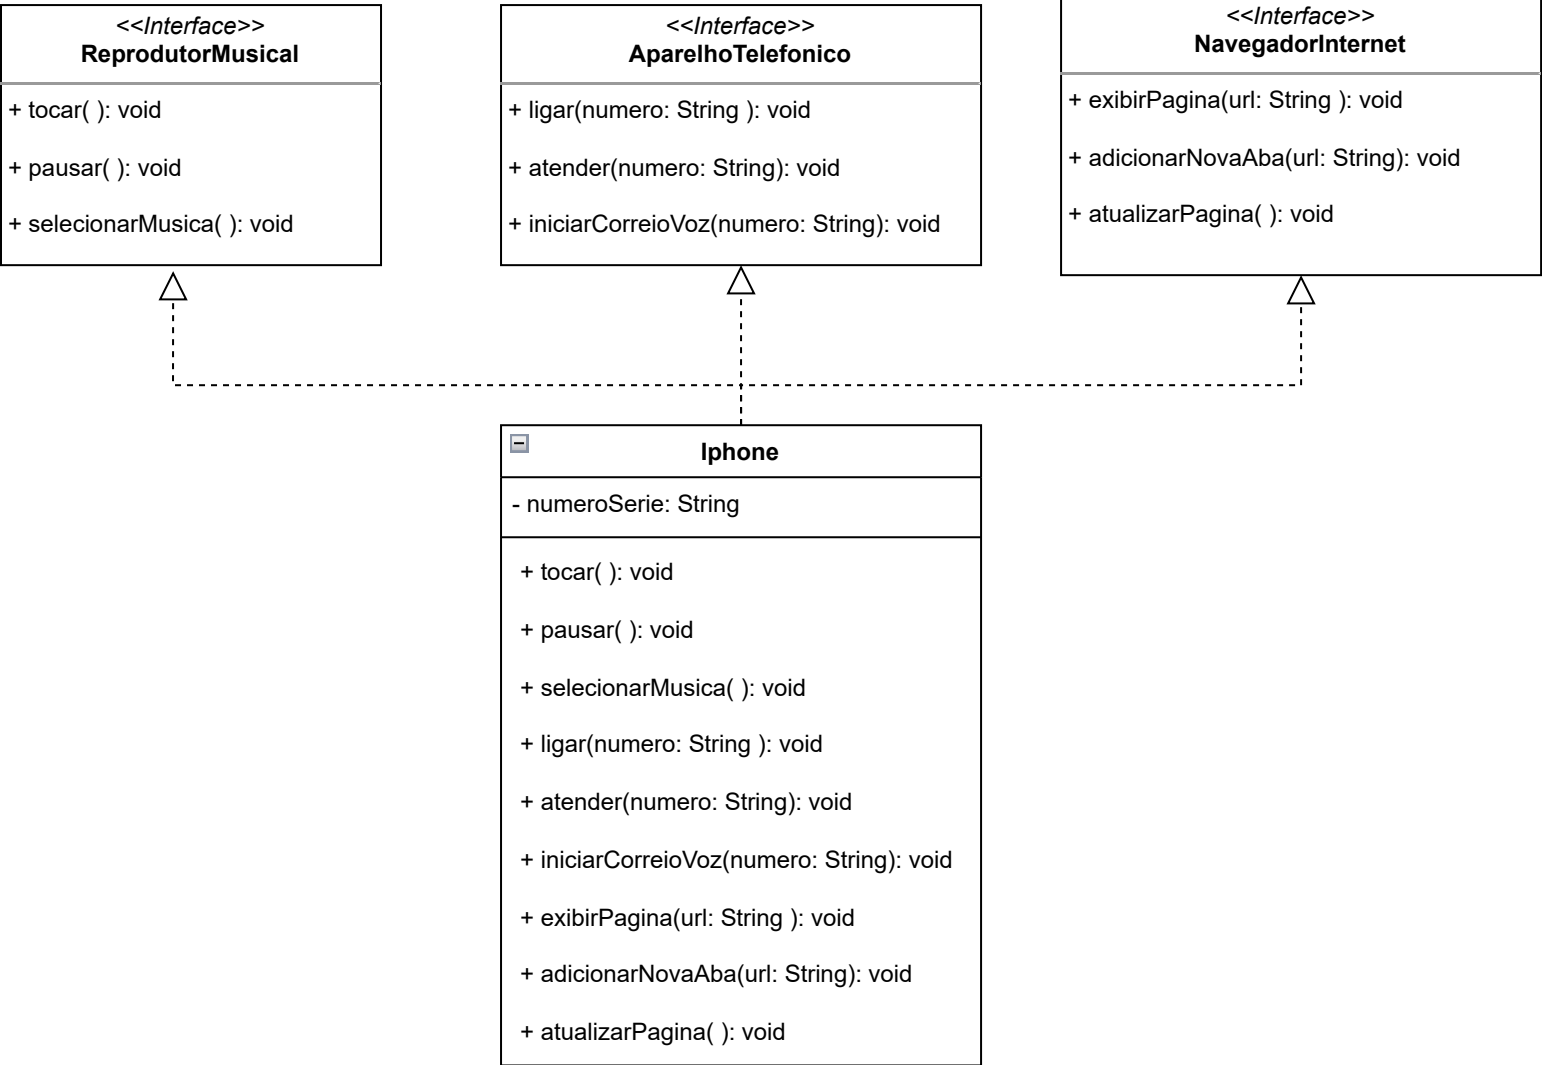 <<Interface>>
ReprodutorMusical
+ tocar( ): void
+ pausar( ): void
+ selecionarMusica( ): void
<<Interface>>
AparelhoTelefonico
+ ligar(numero: String ): void
+ atender(numero: String): void
+ iniciarCorreioVoz(numero: String): void
<<Interface>>
NavegadorInternet
+ exibirPagina(url: String ): void
+ adicionarNovaAba(url: String): void
+ atualizarPagina( ): void
Iphone
- numeroSerie: String
+ tocar( ): void
+ pausar( ): void
+ selecionarMusica( ): void
+ ligar(numero: String ): void
+ atender(numero: String): void
+ iniciarCorreioVoz(numero: String): void
+ exibirPagina(url: String ): void
+ adicionarNovaAba(url: String): void
+ atualizarPagina( ): void